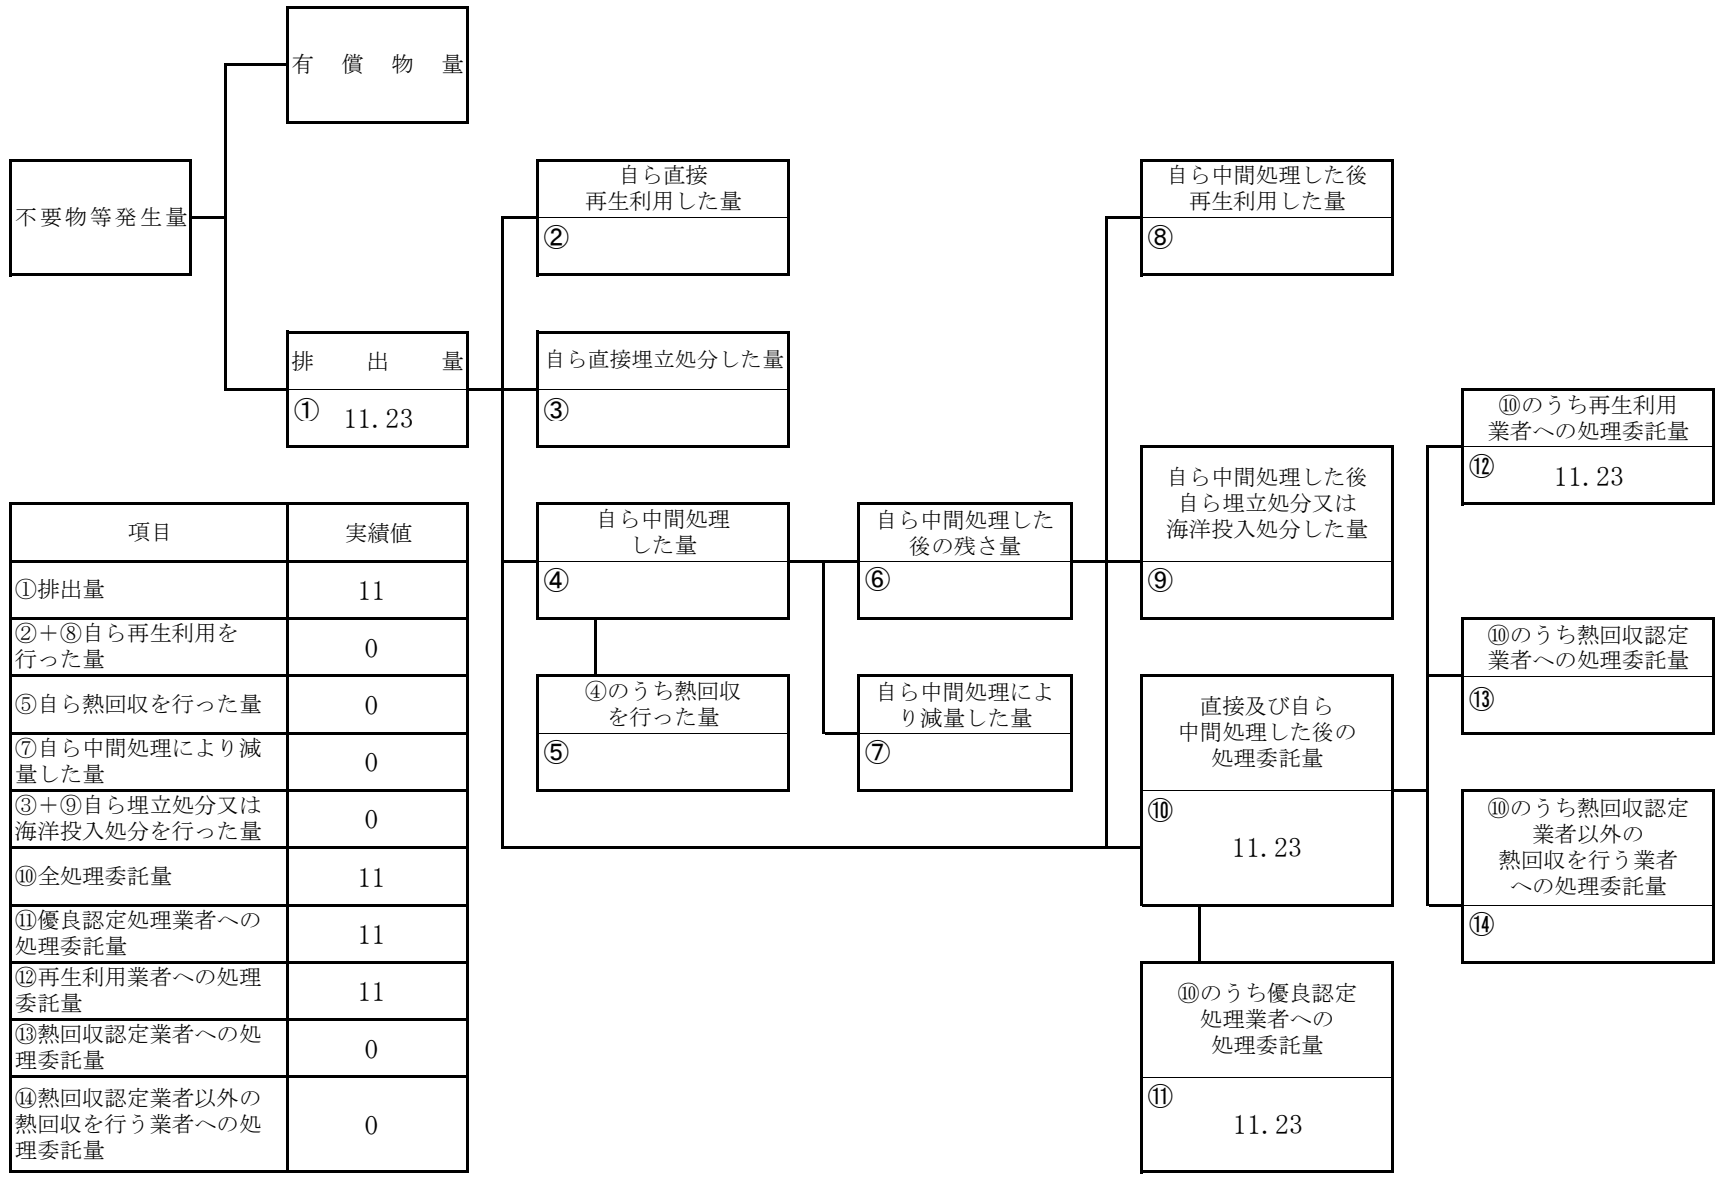 有償物量
不要物等発生量
排出量
① 11.23
自ら直接
再生利用した量
②
自ら直接埋立処分した量
③
自ら中間処理
した量
④
④のうち熱回収
を行った量
⑤
自ら中間処理した
後の残さ量
⑥
自ら中間処理によ
り減量した量
⑦
自ら中間処理した後
再生利用した量
⑧
自ら中間処理した後
自ら埋立処分又は
海洋投入処分した量
⑨
直接及び自ら
中間処理した後の
処理委託量
⑩
11.23
⑩のうち優良認定
処理業者への
処理委託量
⑪
11.23
⑩のうち再生利用
業者への処理委託量
⑫ 11.23
⑩のうち熱回収認定
業者への処理委託量
⑬
⑩のうち熱回収認定
業者以外の
熱回収を行う業者
への処理委託量
⑭
項目 実績値
①排出量 11
②+⑧自ら再生利用を
行った量 0
⑤自ら熱回収を行った量 0
⑦自ら中間処理により減
量した量 0
③+⑨自ら埋立処分又は
海洋投入処分を行った量 0
⑩全処理委託量 11
⑪優良認定処理業者への
処理委託量 11
⑫再生利用業者への処理
委託量 11
⑬熱回収認定業者への処
理委託量 0
⑭熱回収認定業者以外の
熱回収を行う業者への処 0
理委託量